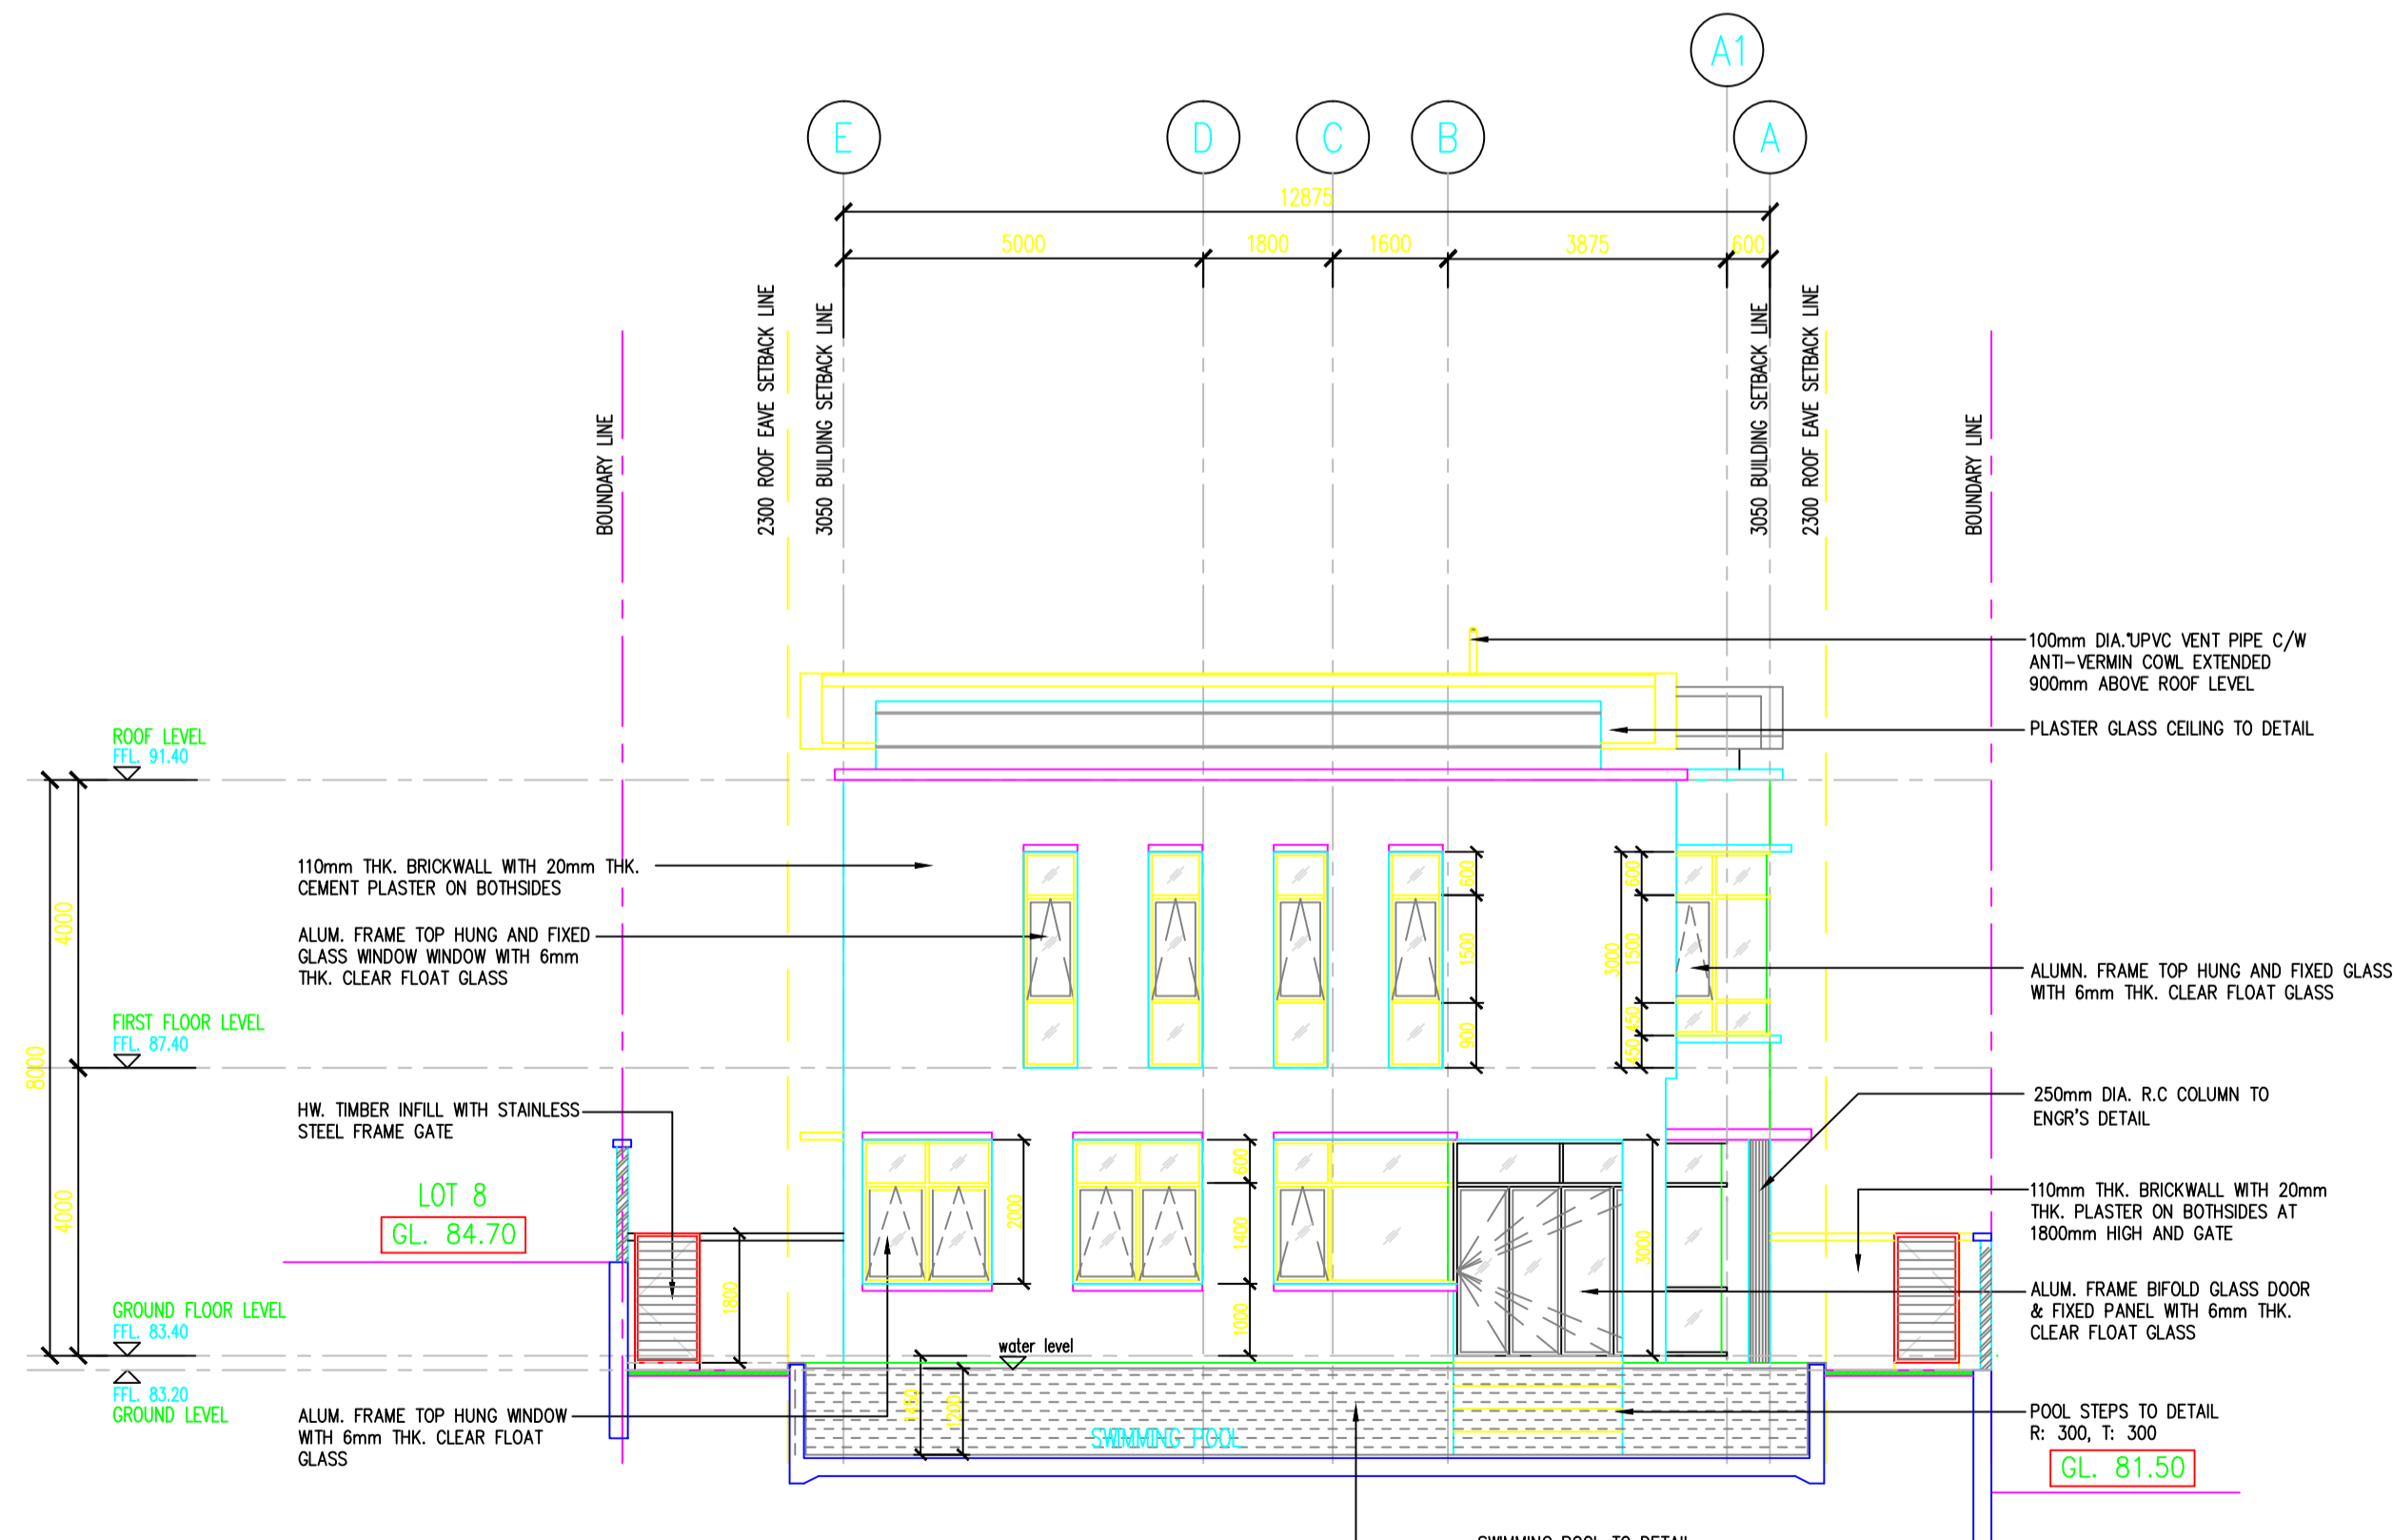 A1
E
D
C
B
A
12875
5000
1800
1600
3875
600
BOUNDARY LINE
2300 ROOF EAVE SETBACK LINE
3050 BUILDING SETBACK LINE
3050 BUILDING SETBACK LINE
2300 ROOF EAVE SETBACK LINE
BOUNDARY LINE
100mm DIA. UPVC VENT PIPE C/W
ANTI-VERMIN COWL EXTENDED
900mm ABOVE ROOF LEVEL
PLASTER GLASS CEILING TO DETAIL
ROOF LEVEL
FFL. 91.40
110mm THK. BRICKWALL WITH 20mm THK.
CEMENT PLASTER ON BOTHSIDES
ALUM. FRAME TOP HUNG AND FIXED
GLASS WINDOW WINDOW WITH 6mm
THK. CLEAR FLOAT GLASS
4000
600
1500
900
3000
600
1500
450
450
ALUMN. FRAME TOP HUNG AND FIXED GLASS
WITH 6mm THK. CLEAR FLOAT GLASS
FIRST FLOOR LEVEL
FFL. 87.40
8000
HW. TIMBER INFILL WITH STAINLESS
STEEL FRAME GATE
250mm DIA. R.C COLUMN TO
ENGR'S DETAIL
LOT 8
GL. 84.70
4000
1800
2000
600
1400
1000
3000
110mm THK. BRICKWALL WITH 20mm
THK. PLASTER ON BOTHSIDES AT
1800mm HIGH AND GATE
ALUM. FRAME BIFOLD GLASS DOOR
& FIXED PANEL WITH 6mm THK.
CLEAR FLOAT GLASS
GROUND FLOOR LEVEL
FFL. 83.40
water level
FFL. 83.20
GROUND LEVEL
ALUM. FRAME TOP HUNG WINDOW
WITH 6mm THK. CLEAR FLOAT
GLASS
1200
SWIMMING POOL
POOL STEPS TO DETAIL
R: 300, T: 300
GL. 81.50
SWIMMING POOL TO DETAIL